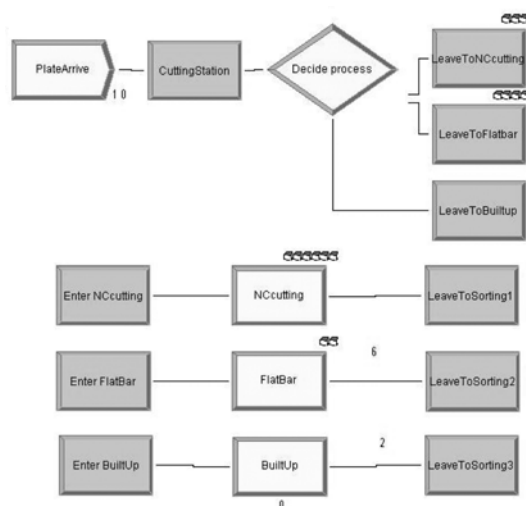 LeaveToNCcutting
PlateArrive
CuttingStation
Decide process
10
LeaveToFlatbar
LeaveToBuiltup
Enter NCcutting
NCcutting
LeaveToSorting1
6
Enter FlatBar
FlatBar
LeaveToSorting2
2
Enter BuiltUp
BuiltUp
LeaveToSorting3
0